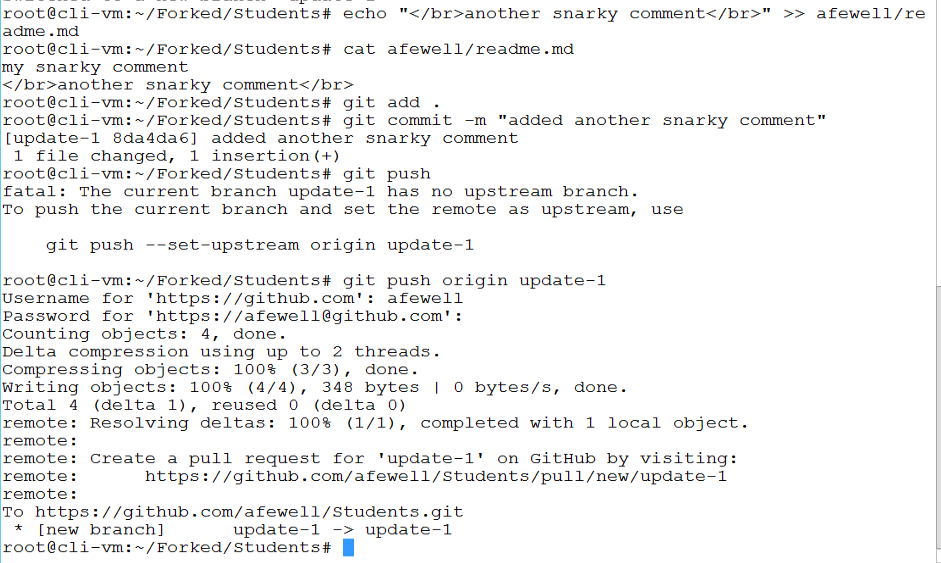 root@cli-vm:~/Forked/Students# echo "</br>another snarky comment</br>" >> afewell/re
adme.md
root@cli-vm:~/Forked/Students# cat afewell/readme.md
my snarky comment
</br>another snarky comment</br>
root@cli-vm:~/Forked/Students# git add .
root@cli-vm:~/Forked/Students# git commit -m "added another snarky comment"
[update-1 8da4da6] added another snarky comment
 1 file changed, 1 insertion(+)
root@cli-vm:~/Forked/Students# git push
fatal: The current branch update-1 has no upstream branch.
To push the current branch and set the remote as upstream, use

    git push --set-upstream origin update-1

root@cli-vm:~/Forked/Students# git push origin update-1
Username for 'https://github.com': afewell
Password for 'https://afewell@github.com':
Counting objects: 4, done.
Delta compression using up to 2 threads.
Compressing objects: 100% (3/3), done.
Writing objects: 100% (4/4), 348 bytes | 0 bytes/s, done.
Total 4 (delta 1), reused 0 (delta 0)
remote: Resolving deltas: 100% (1/1), completed with 1 local object.
remote:
remote: Create a pull request for 'update-1' on GitHub by visiting:
remote:      https://github.com/afewell/Students/pull/new/update-1
remote:
To https://github.com/afewell/Students.git
 * [new branch]      update-1 -> update-1
root@cli-vm:~/Forked/Students#